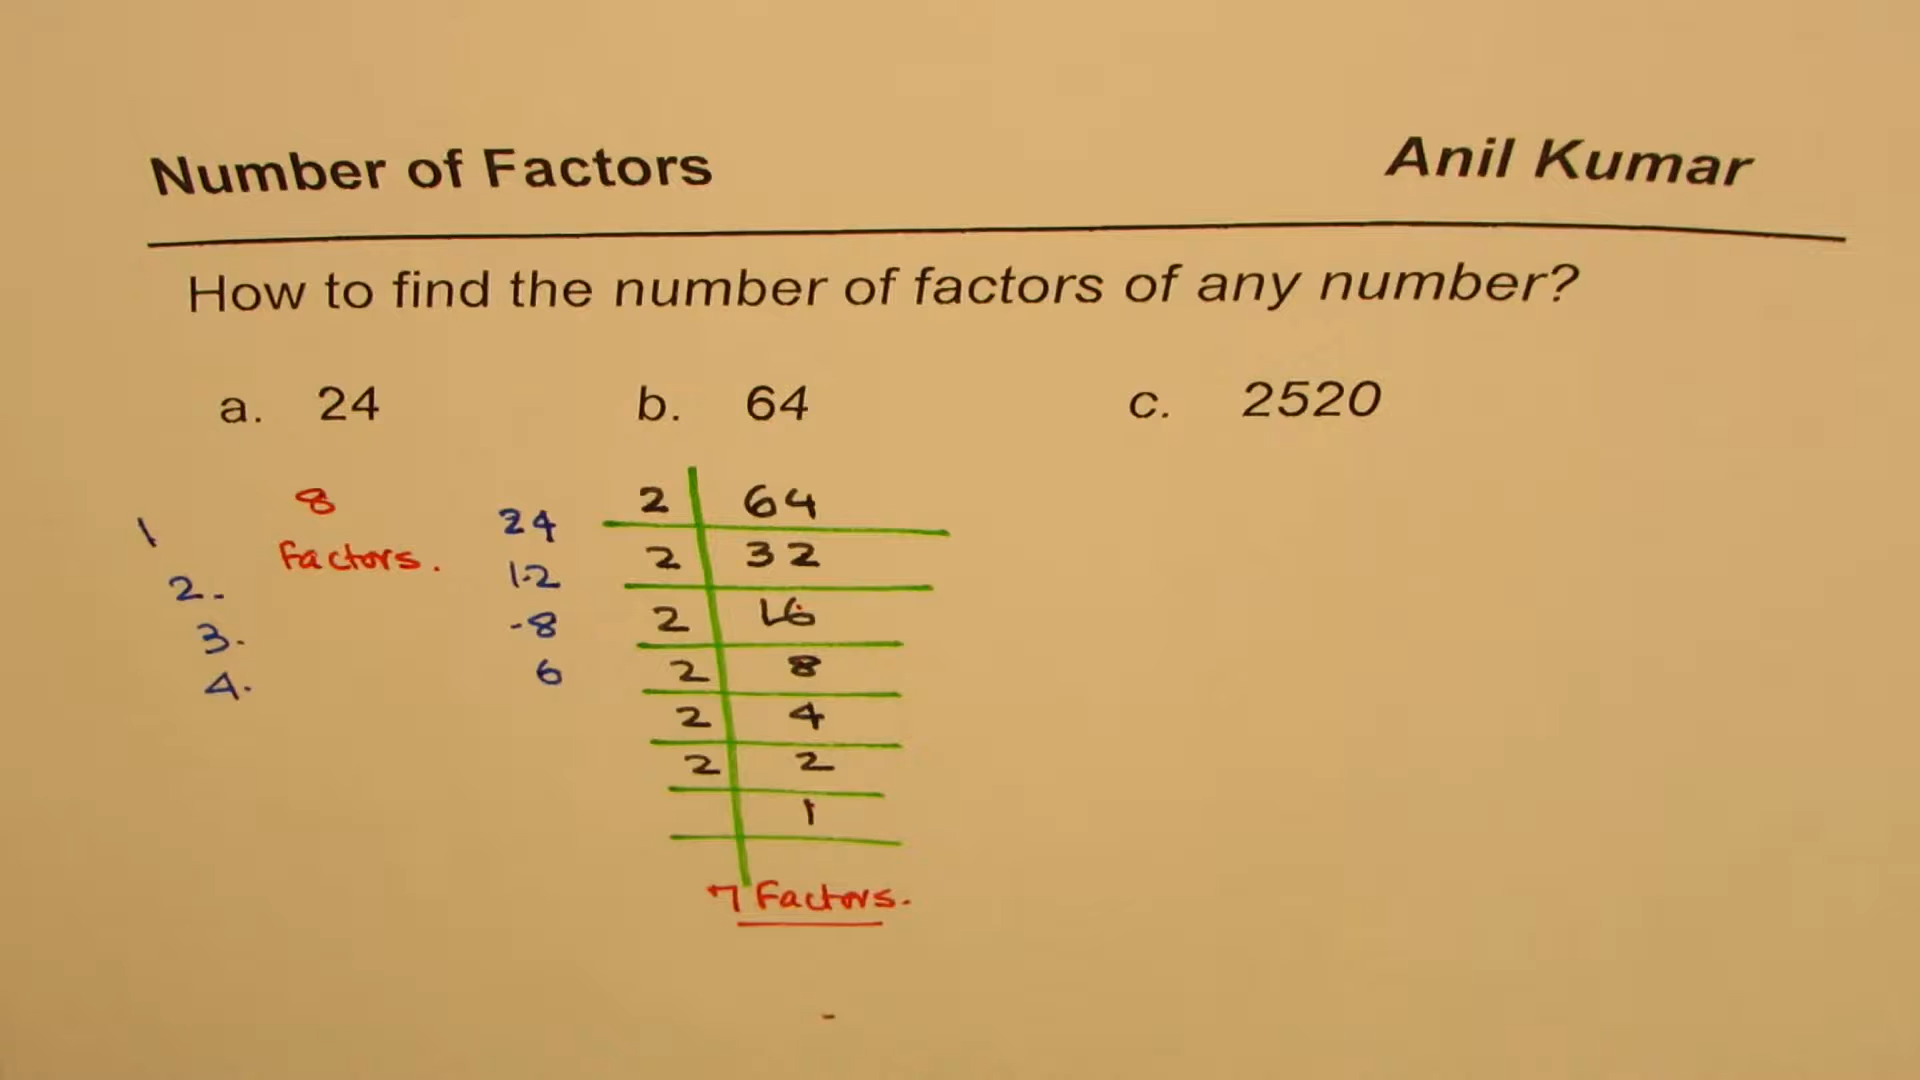 Number of Factors
Anil Kumar
How to find the number of factors of any number?
a. 24
b. 64
c. 2520
8
Factors.
1 24
2. 12
3. 8
4. 6
2 64
2 32
2 16
2 8
2 4
2 2
1
7 Factors.